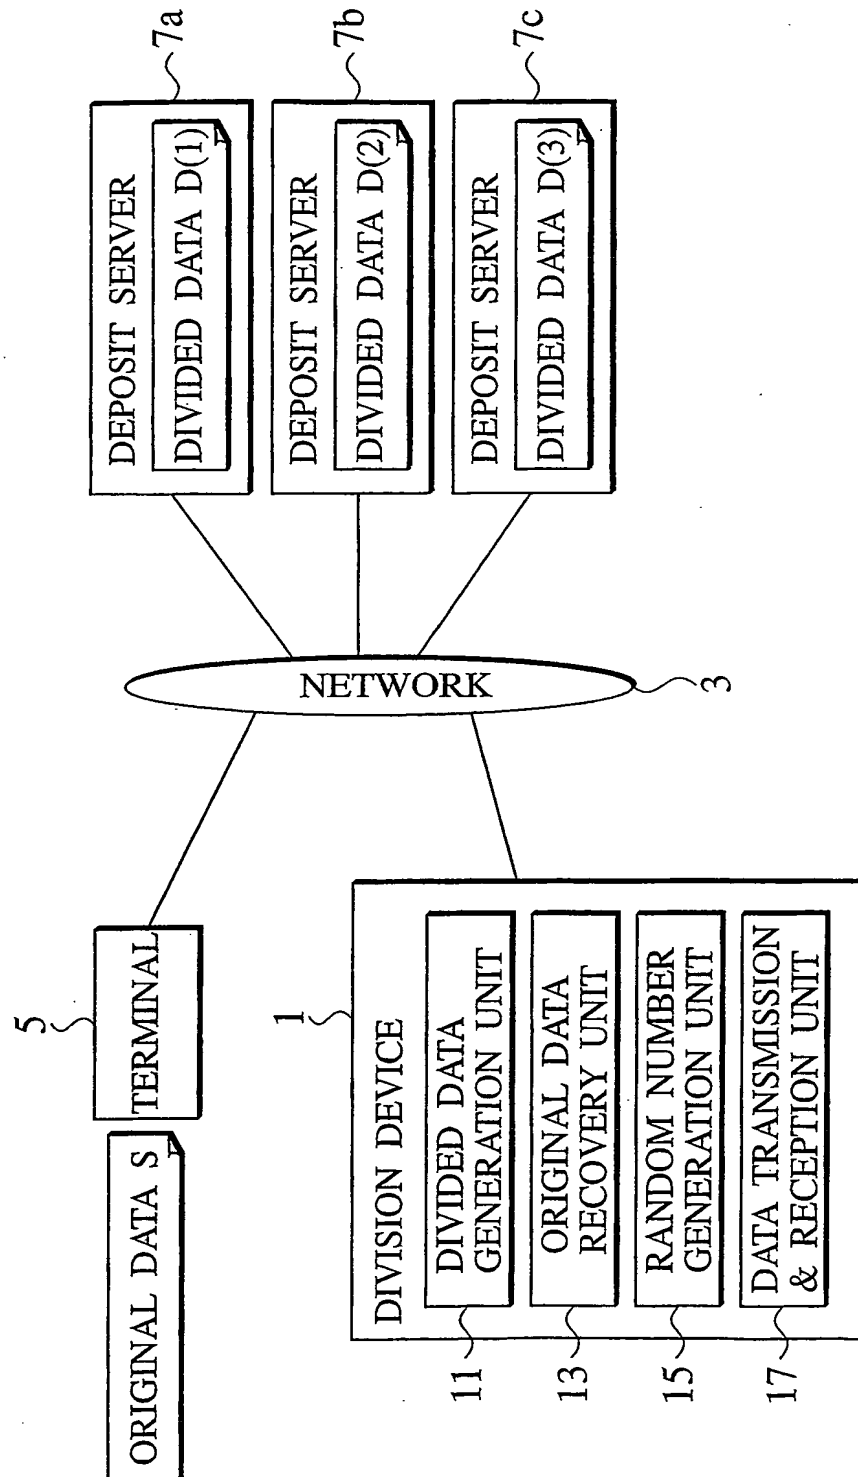 ORIGINAL DATA S
5
TERMINAL
1
DIVISION DEVICE
11
DIVIDED DATA
GENERATION UNIT
13
ORIGINAL DATA
RECOVERY UNIT
15
RANDOM NUMBER
GENERATION UNIT
17
DATA TRANSMISSION
& RECEPTION UNIT
NETWORK
3
DEPOSIT SERVER
DIVIDED DATA D(1)
7a
DEPOSIT SERVER
DIVIDED DATA D(2)
7b
DEPOSIT SERVER
DIVIDED DATA D(3)
7c